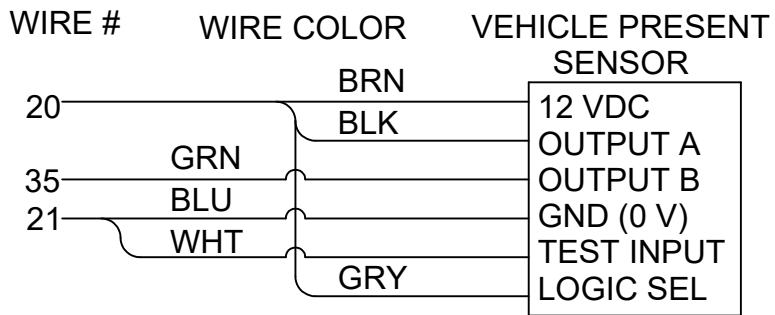 WIRE # WIRE COLOR VEHICLE PRESENT
SENSOR
BRN
20 12 VDC
BLK
OUTPUT A
GRN
35 OUTPUT B
BLU
21 GND (0 V)
WHT
TEST INPUT
GRY
LOGIC SEL